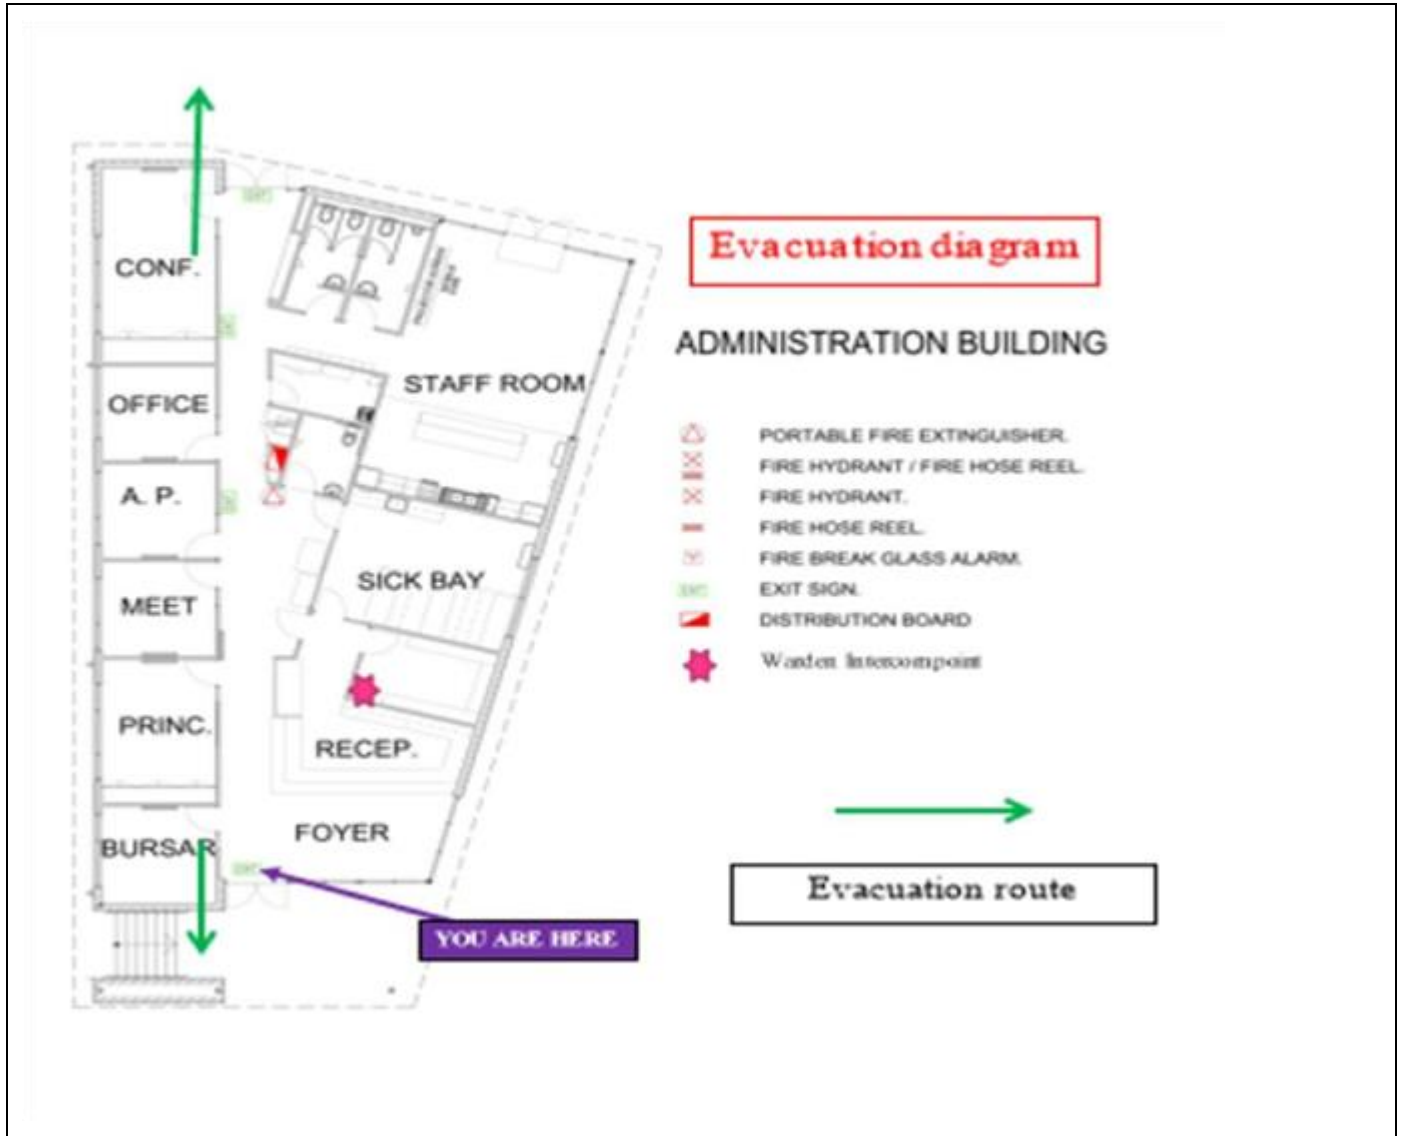 CONF.
OFFICE
A. P.
MEET
PRINC.
BURSAR
STAFF ROOM
SICK BAY
RECEP.
FOYER
YOU ARE HERE
Evacuation diagram
ADMINISTRATION BUILDING
PORTABLE FIRE EXTINGUISHER.
FIRE HYDRANT / FIRE HOSE REEL.
FIRE HYDRANT.
FIRE HOSE REEL.
FIRE BREAK GLASS ALARM.
EXIT SIGN.
DISTRIBUTION BOARD
Warden Intercompoint
Evacuation route